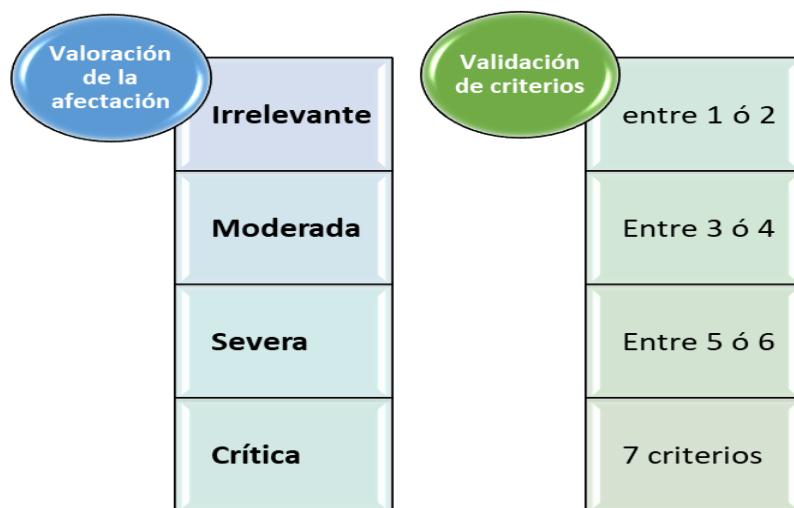 Valoración
de la
afectación
Irrelevante
Moderada
Severa
Crítica
Validación
de criterios
entre 1 ó 2
Entre 3 ó 4
Entre 5 ó 6
7 criterios